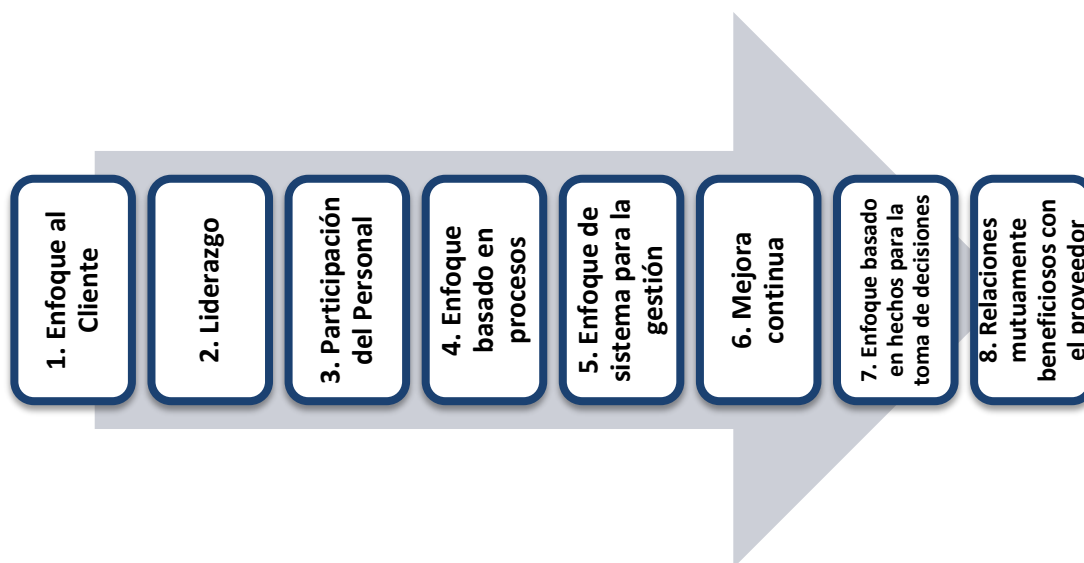 1. Enfoque al
Cliente
2. Liderazgo
3. Participación
del Personal
4. Enfoque
basado en
procesos
5. Enfoque de
sistema para la
gestión
6. Mejora
continua
7. Enfoque basado
en hechos para la
toma de decisiones
8. Relaciones
mutuamente
beneficiosos con
el proveedor